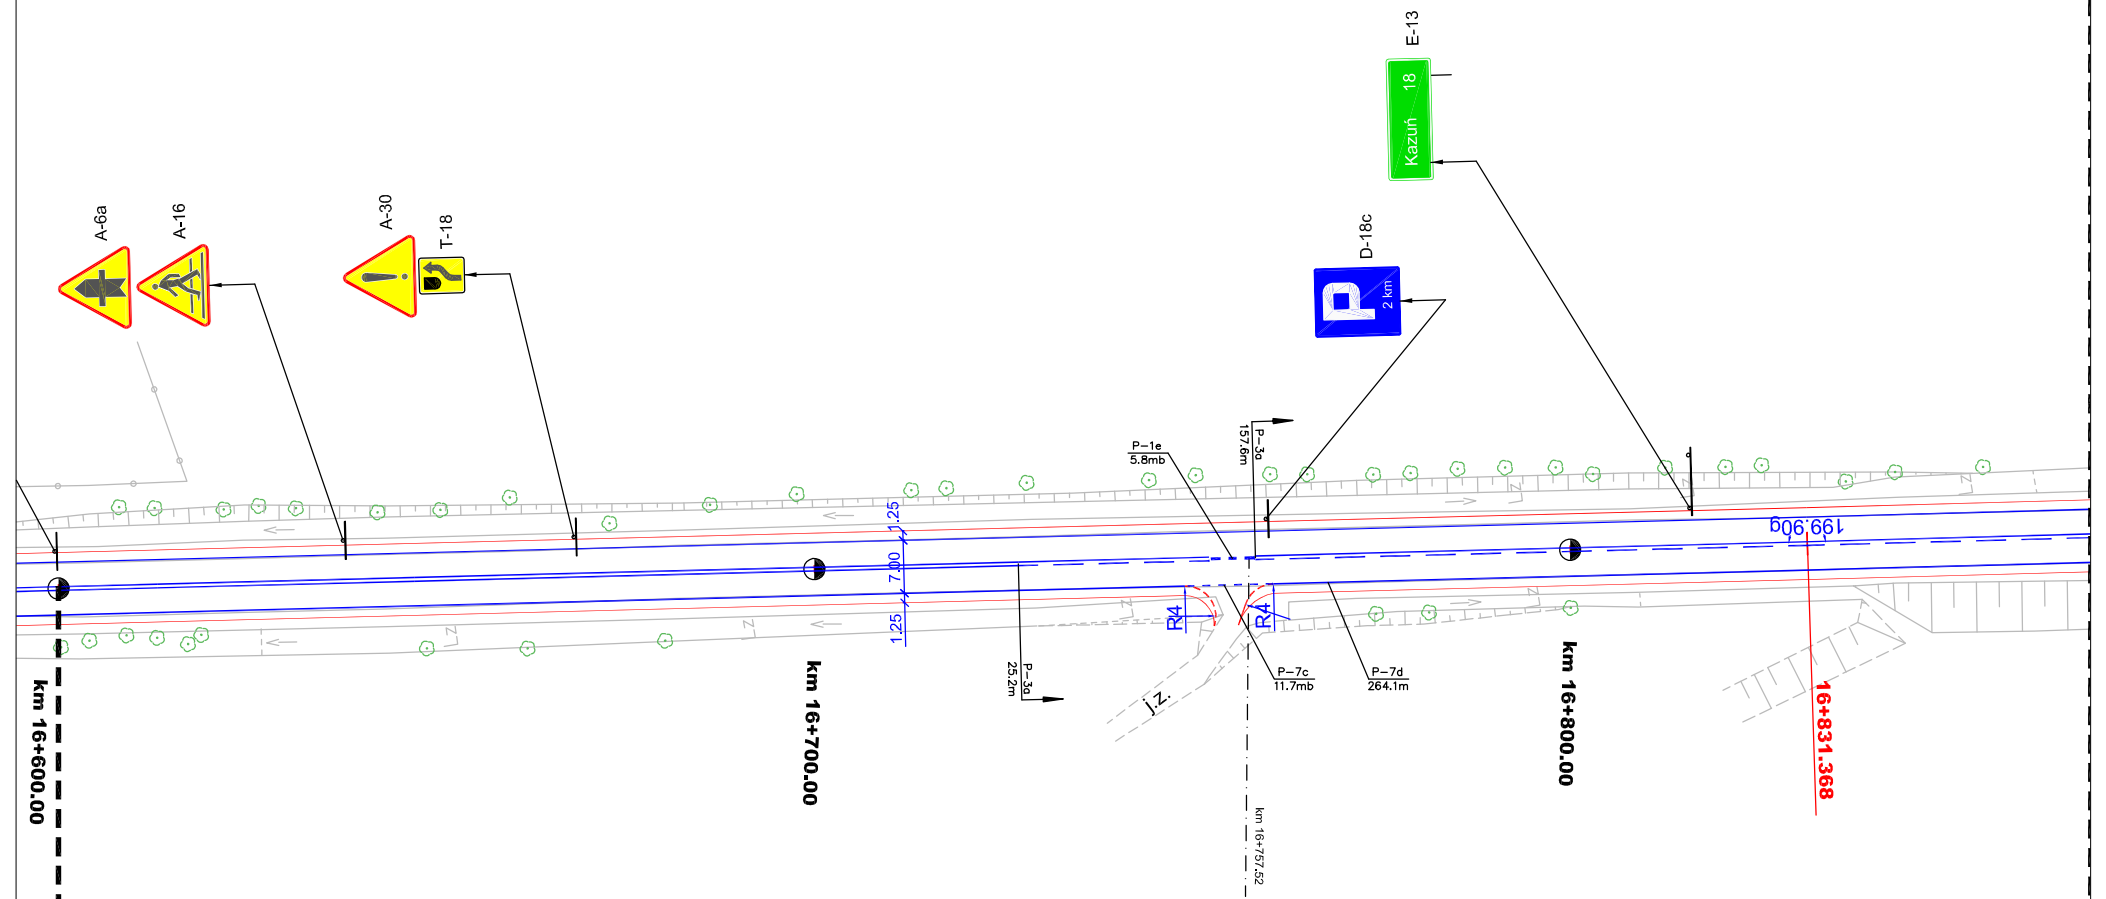 E-13
Kazuń 18
A-6a
A-16
A-30
T-18
D-18c
P
2 km
P-1e
5.8mb
P-3a
157.6m
1.25
7.00
1.25
199.90g
R4
R4
P-3a
25.2m
P-7c
11.7mb
P-7d
264.1m
j.z.
km 16+600.00
km 16+700.00
km 16+757.52
km 16+800.00
16+831.368
Z
Z
Z
Z
Z
Z
Z